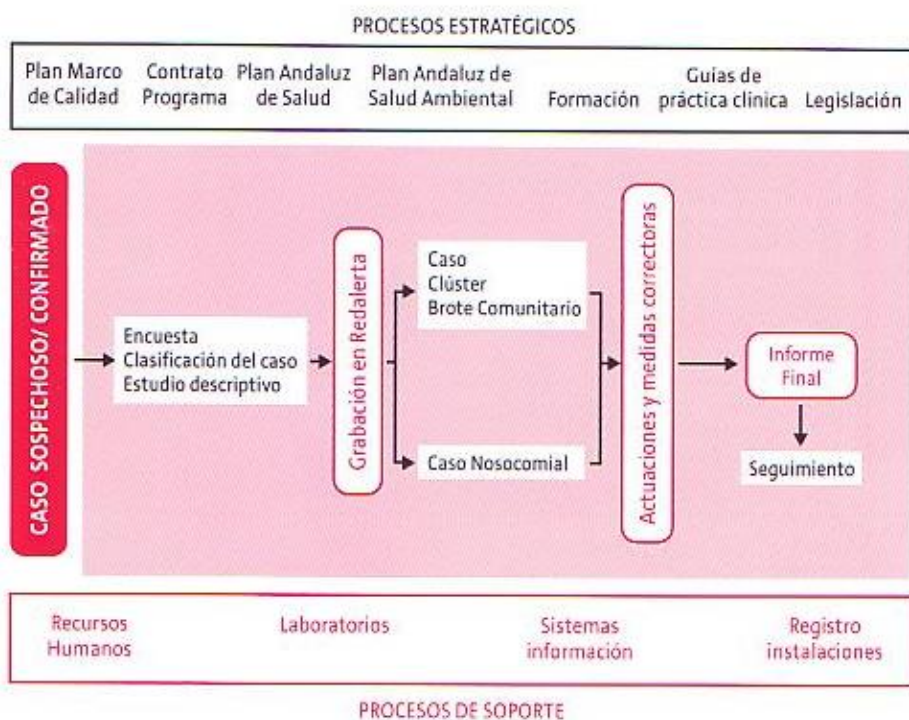 PROCESOS ESTRATÉGICOS
Plan Marco
de Calidad
Contrato
Programa
Plan Andaluz
de Salud
Plan Andaluz de
Salud Ambiental
Formación
Guías de
práctica clínica
Legislación
CASO SOSPECHOSO/ CONFIRMADO
Encuesta
Clasificación del caso
Estudio descriptivo
Grabación en Redalerta
Caso
Clúster
Brote Comunitario
Caso Nosocomial
Actuaciones y medidas correctoras
Informe
Final
Seguimiento
Recursos
Humanos
Laboratorios
Sistemas
información
Registro
instalaciones
PROCESOS DE SOPORTE